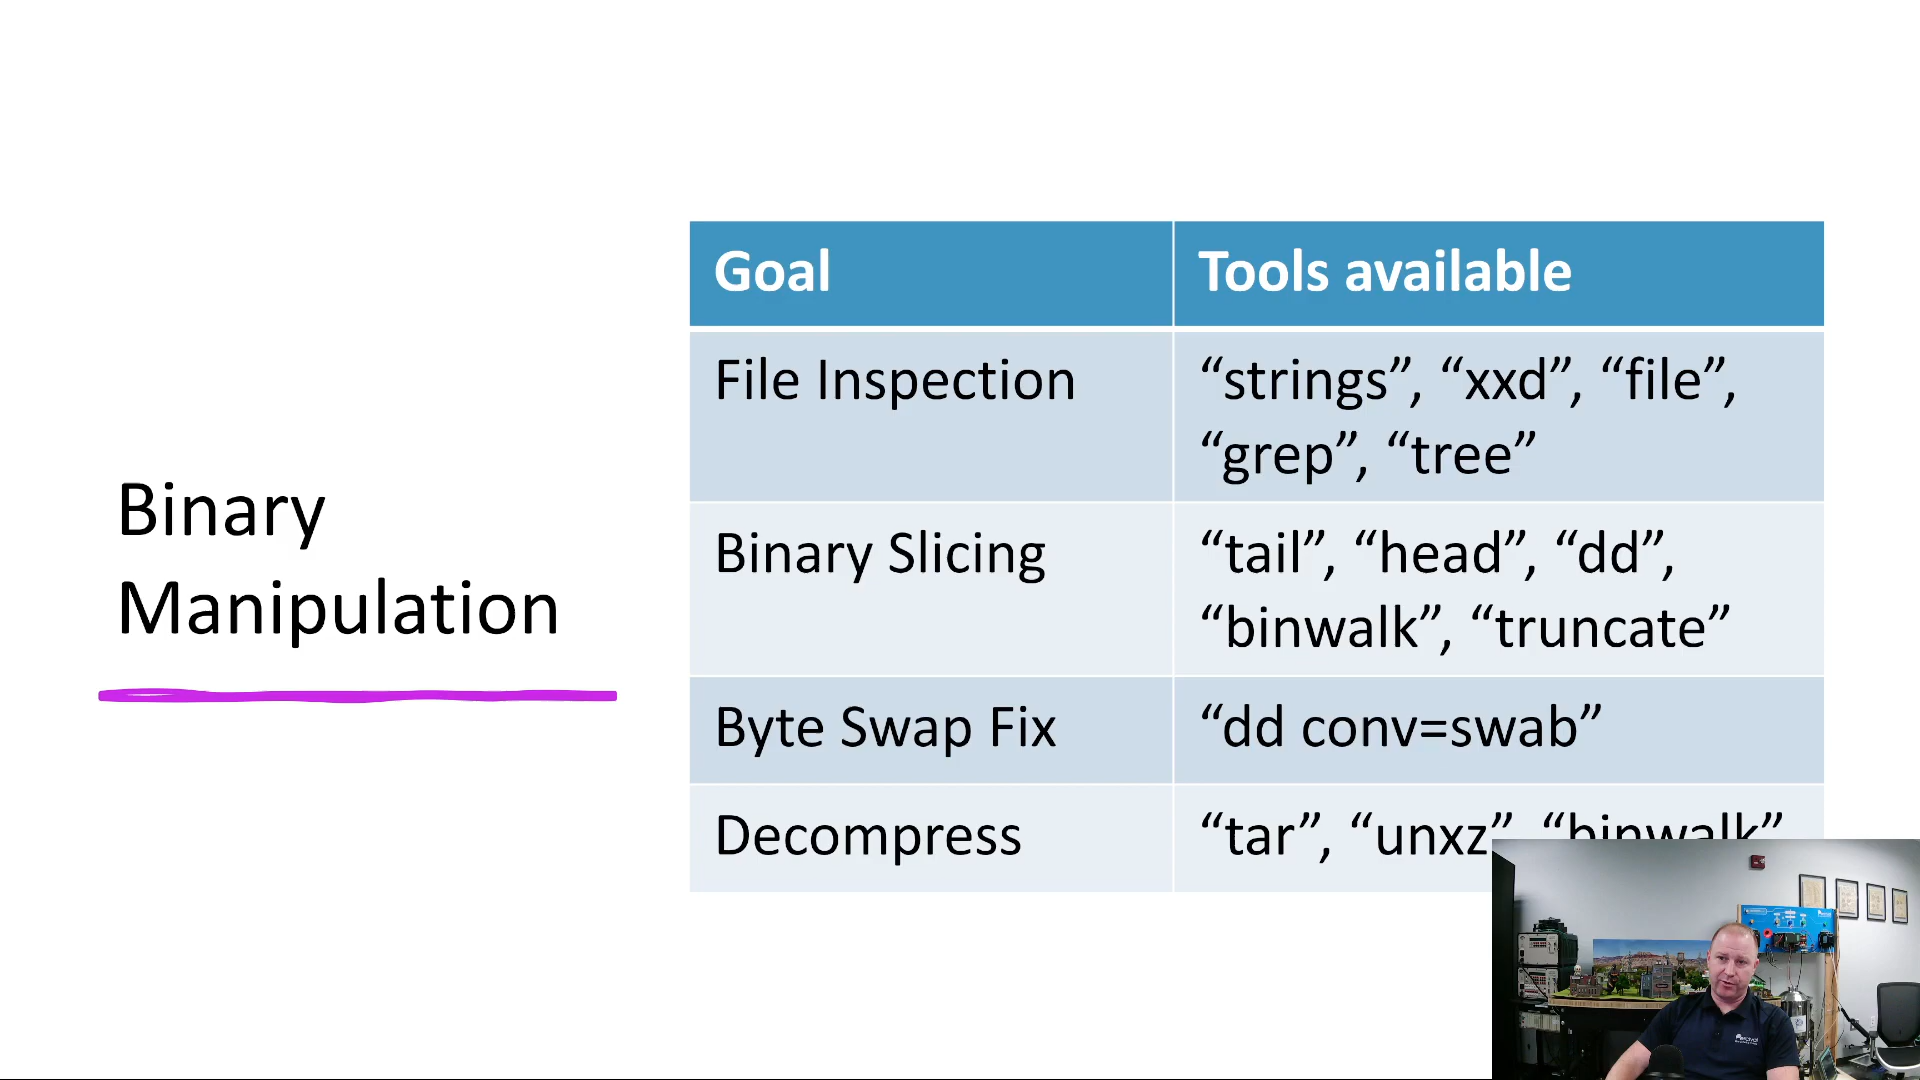 Binary
Manipulation
Goal
Tools available
File Inspection
“strings”, “xxd”, “file”,
“grep”, “tree”
Binary Slicing
“tail”, “head”, “dd”,
“binwalk”, “truncate”
Byte Swap Fix
“dd conv=swab”
Decompress
“tar”, “unxz”, “binwalk”